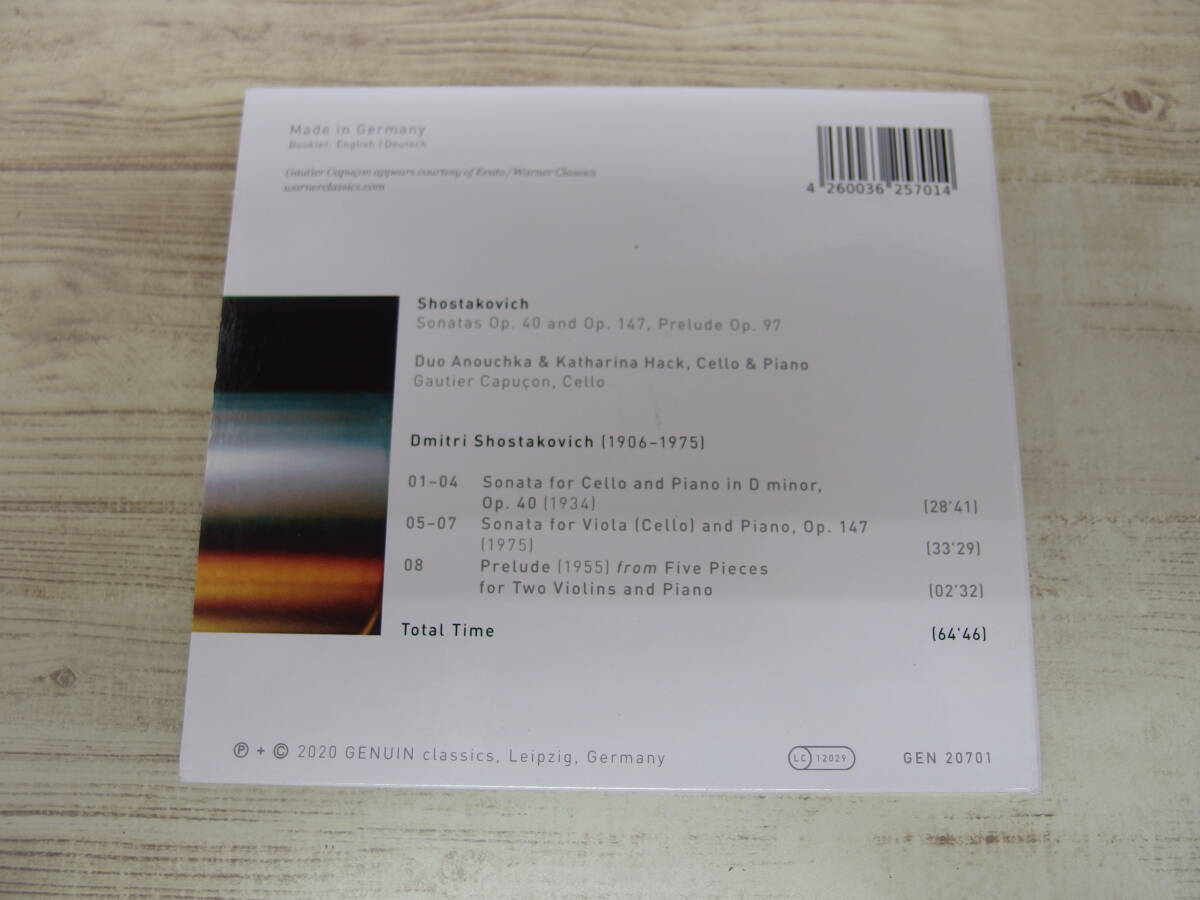 Made in Germany
Booklet: English | Deutsch
Gautier Capuçon appears courtesy of Erato / Warner Classics
warnerclassics.com
4 260036 257014
Shostakovich
Sonatas Op. 40 and Op. 147, Prelude Op. 97
Duo Anouchka & Katharina Hack, Cello & Piano
Gautier Capuçon, Cello
Dmitri Shostakovich (1906–1975)
01–04 Sonata for Cello and Piano in D minor,
Op. 40 (1934) (28'41)
05–07 Sonata for Viola (Cello) and Piano, Op. 147
(1975) (33'29)
08 Prelude (1955) from Five Pieces
for Two Violins and Piano (02'32)
Total Time (64'46)
℗ + © 2020 GENUIN classics, Leipzig, Germany
LC 12029
GEN 20701